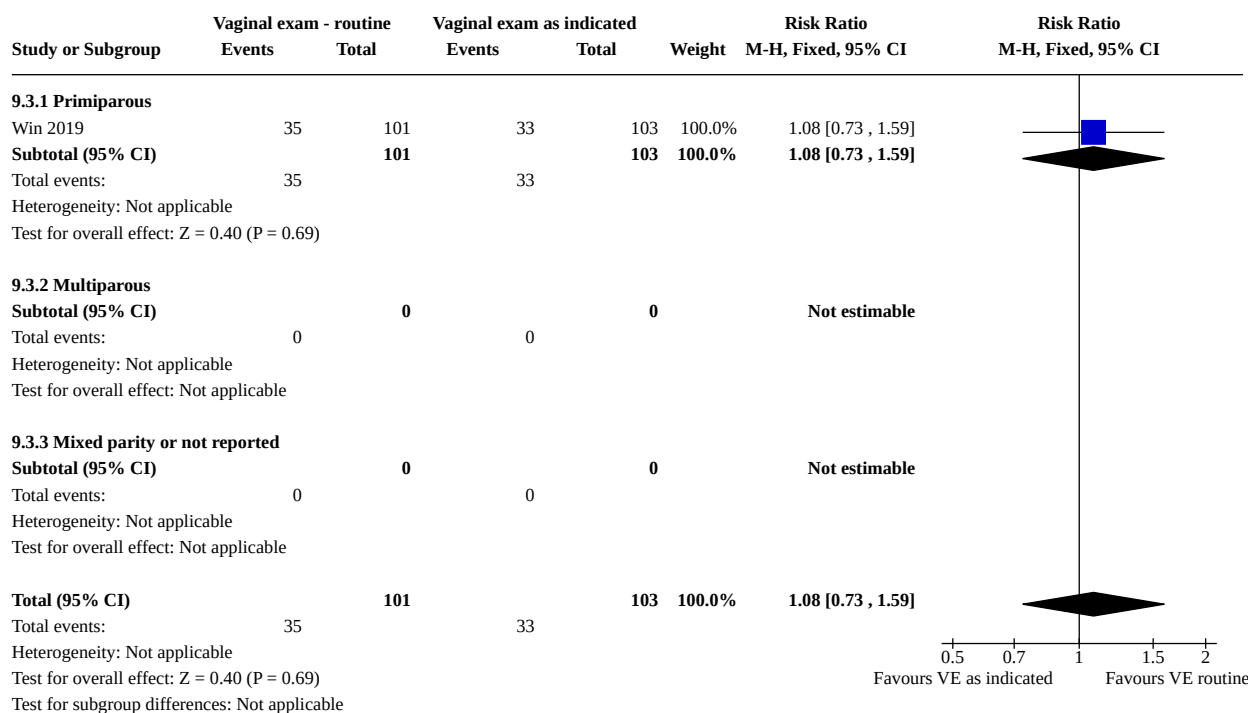 Vaginal exam - routine Vaginal exam as indicated Risk Ratio Risk Ratio
Study or Subgroup Events Total Events Total Weight M-H, Fixed, 95% CI M-H, Fixed, 95% CI
9.3.1 Primiparous
Win 2019 35 101 33 103 100.0% 1.08 [0.73 , 1.59]
Subtotal (95% CI) 101 103 100.0% 1.08 [0.73 , 1.59]
Total events: 35 33
Heterogeneity: Not applicable
Test for overall effect: Z = 0.40 (P = 0.69)
9.3.2 Multiparous
Subtotal (95% CI) 0 0 Not estimable
Total events: 0 0
Heterogeneity: Not applicable
Test for overall effect: Not applicable
9.3.3 Mixed parity or not reported
Subtotal (95% CI) 0 0 Not estimable
Total events: 0 0
Heterogeneity: Not applicable
Test for overall effect: Not applicable
Total (95% CI) 101 103 100.0% 1.08 [0.73 , 1.59]
Total events: 35 33
Heterogeneity: Not applicable 0.5 0.7 1 1.5 2
Test for overall effect: Z = 0.40 (P = 0.69) Favours VE as indicated Favours VE routine
Test for subgroup differences: Not applicable